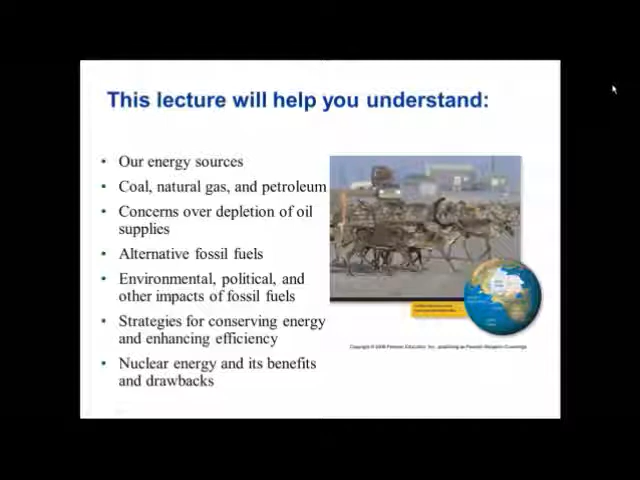 This lecture will help you understand:
• Our energy sources
• Coal, natural gas, and petroleum
• Concerns over depletion of oil
supplies
• Alternative fossil fuels
• Environmental, political, and
other impacts of fossil fuels
• Strategies for conserving energy
and enhancing efficiency
• Nuclear energy and its benefits
and drawbacks
Copyright © 2008 Pearson Education, Inc., publishing as Pearson Benjamin Cummings